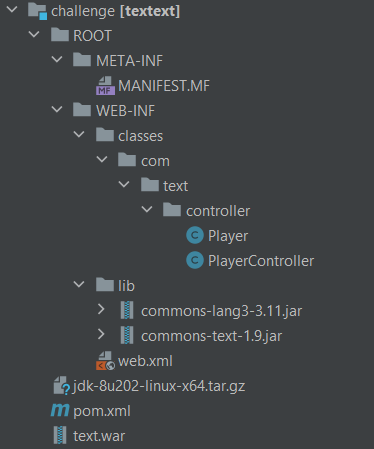 challenge [textext]
ROOT
META-INF
MANIFEST.MF
WEB-INF
classes
com
text
controller
Player
PlayerController
lib
commons-lang3-3.11.jar
commons-text-1.9.jar
web.xml
jdk-8u202-linux-x64.tar.gz
pom.xml
text.war